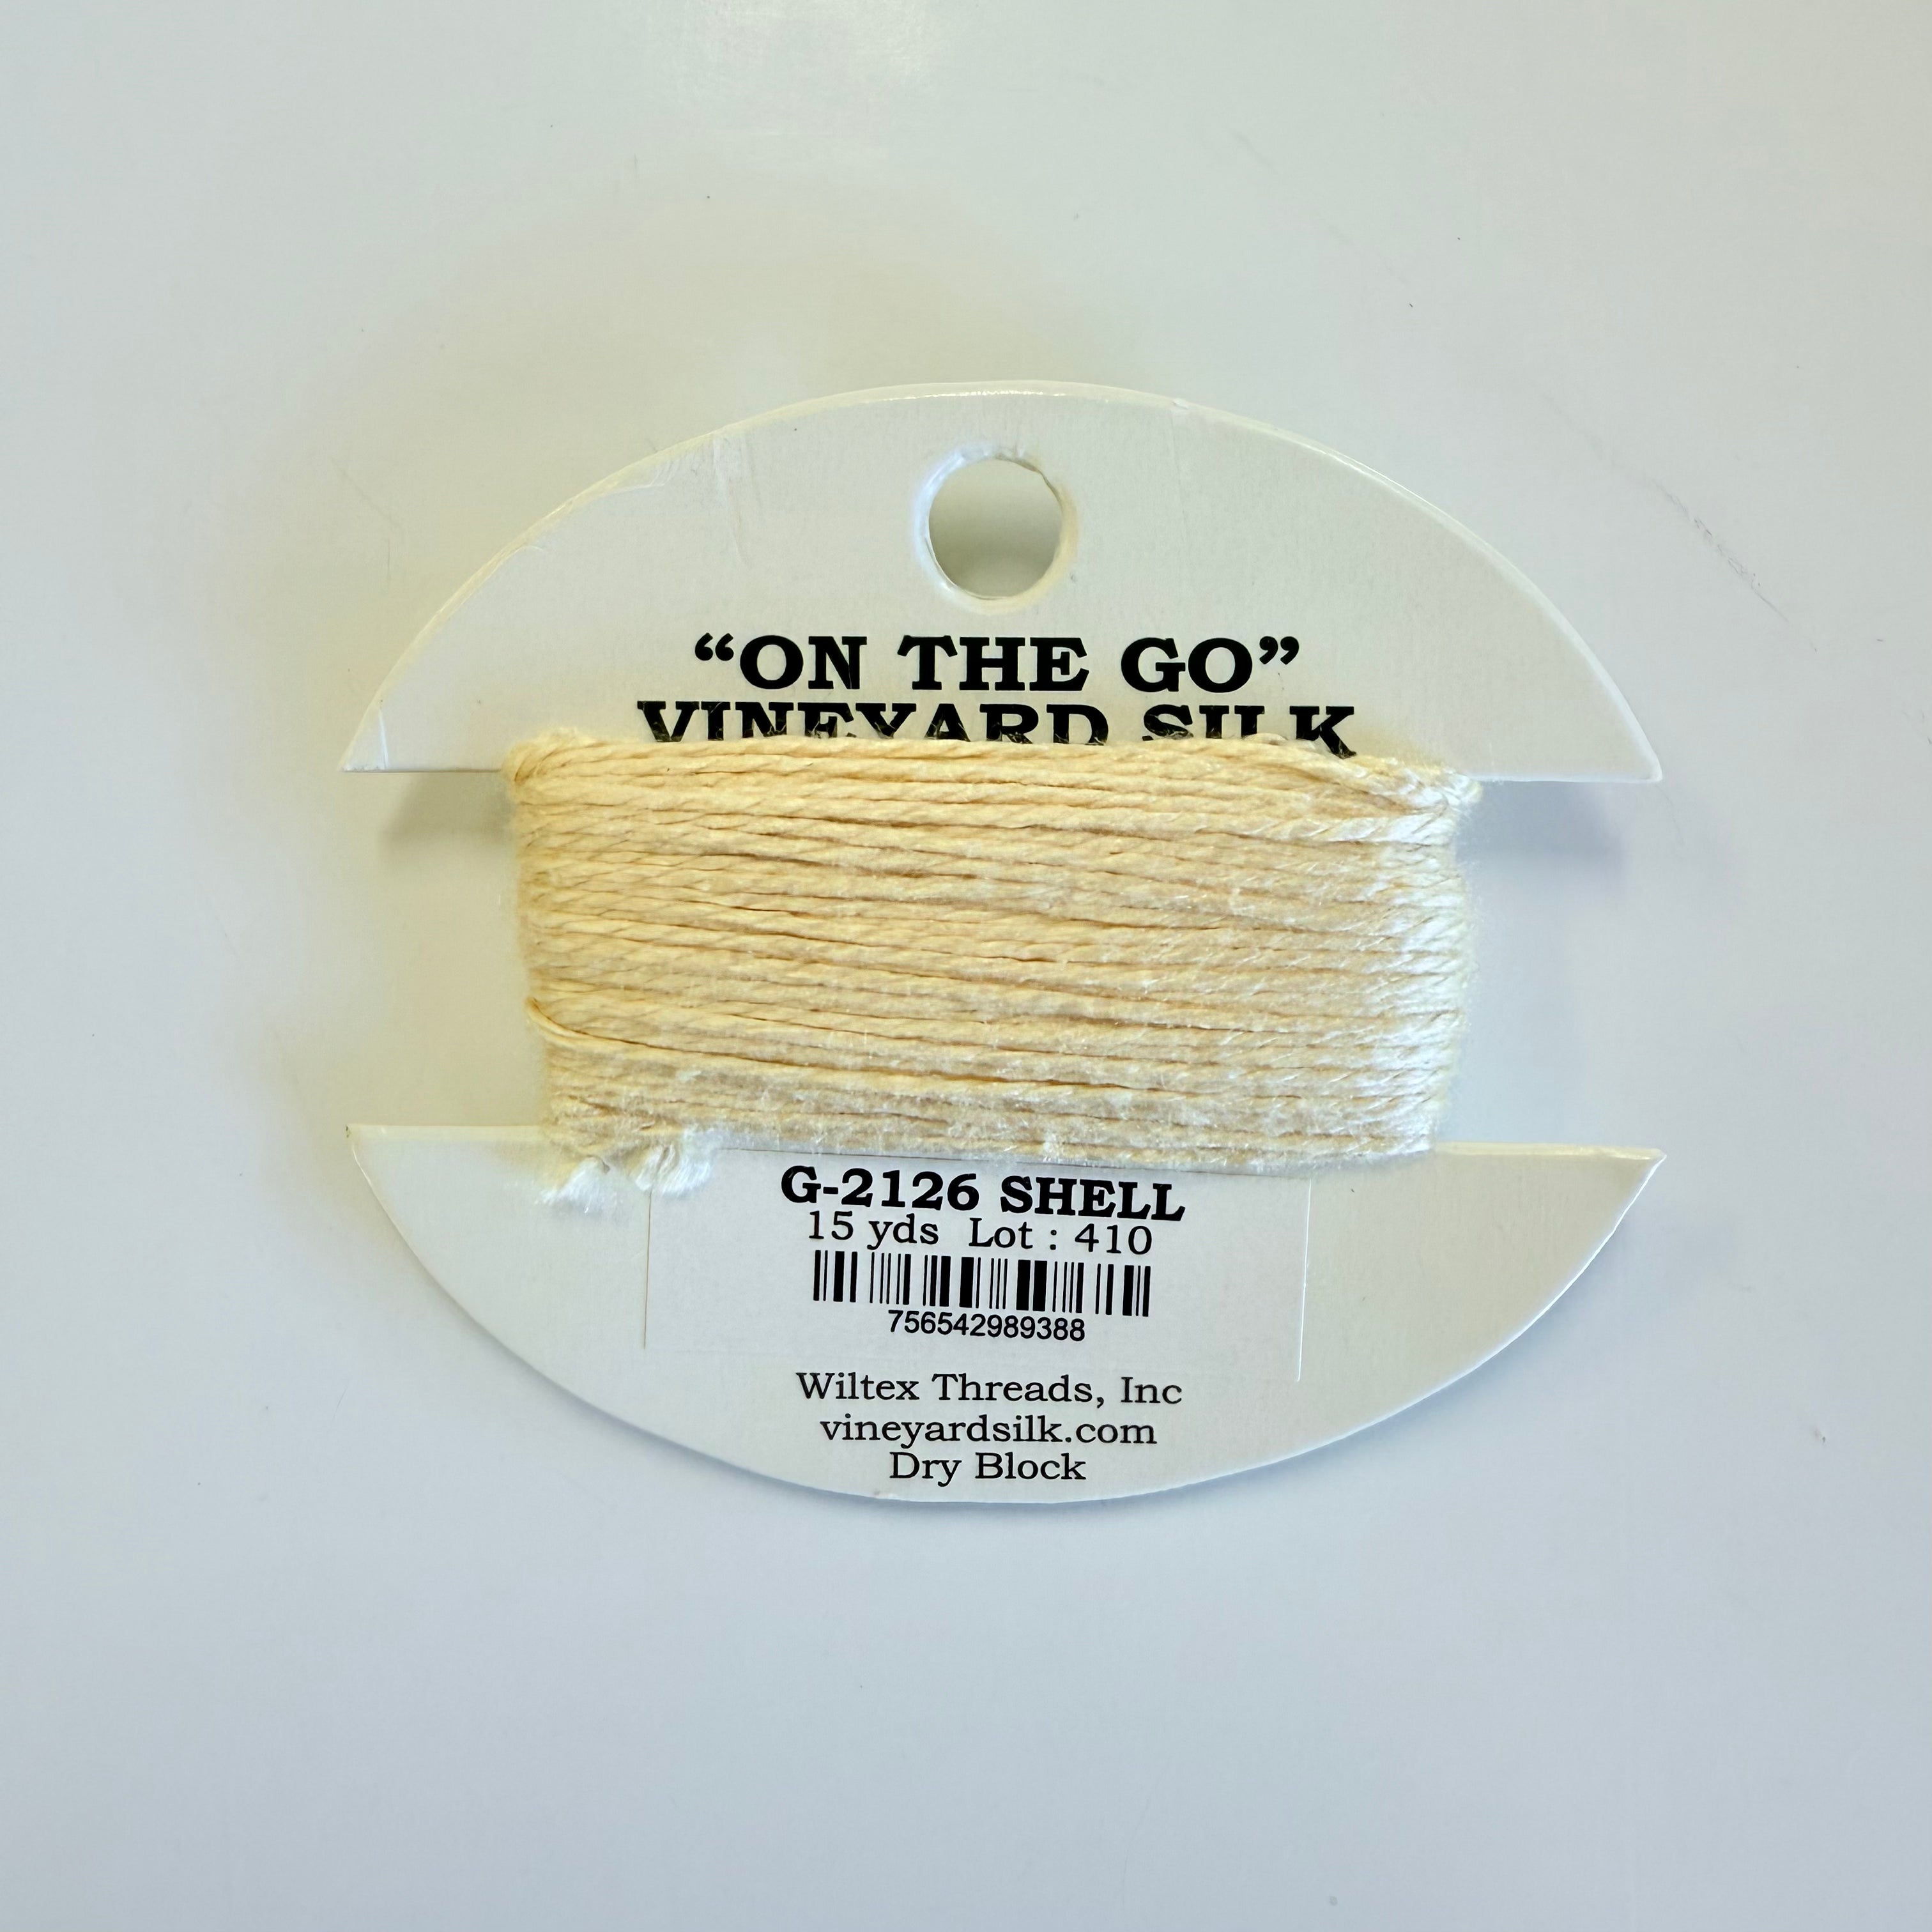 “ON THE GO”
VINEYARD SILK
G-2126 SHELL
15 yds Lot : 410
756542989388
Wiltex Threads, Inc
vineyardsilk.com
Dry Block